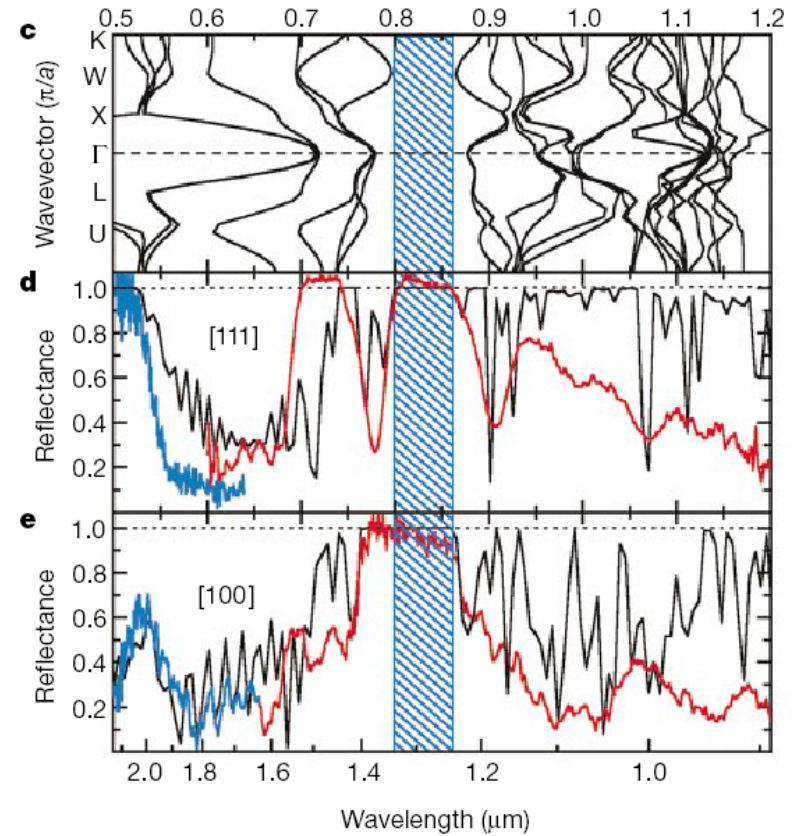 0.5 0.6 0.7 0.8 0.9 1.0 1.1 1.2
c
Wavevector (π/a)
K
W
X
Γ
L
U
d
Reflectance
1.0
0.8
0.6
0.4
0.2
[111]
e
Reflectance
1.0
0.8
0.6
0.4
0.2
[100]
2.0 1.8 1.6 1.4 1.2 1.0
Wavelength (μm)